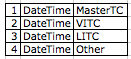 1 DateTime MasterTC
2 DateTime VITC
3 DateTime LITC
4 DateTime Other